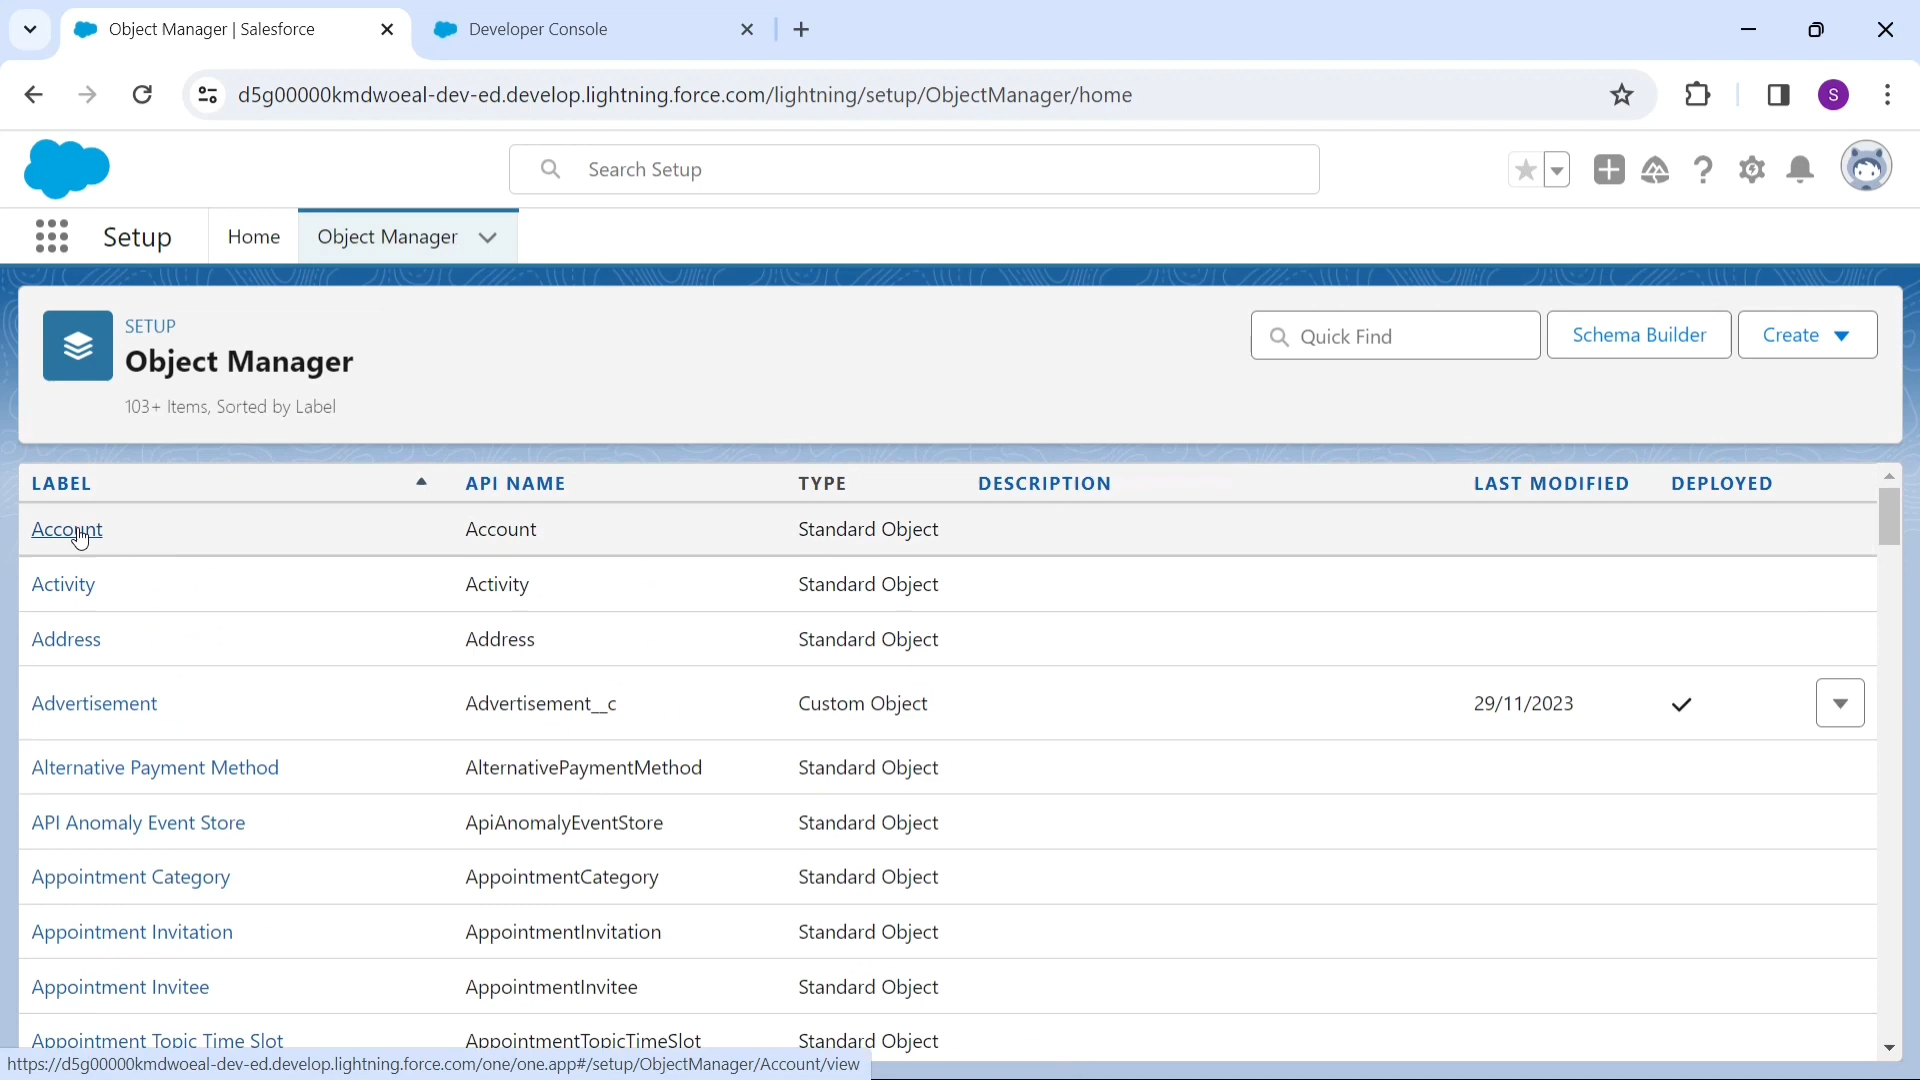 Object Manager | Salesforce
Developer Console
d5g00000kmdwoeal-dev-ed.develop.lightning.force.com/lightning/setup/ObjectManager/home
S
Search Setup
Setup
Home
Object Manager
SETUP
Object Manager
103+ Items, Sorted by Label
Quick Find
Schema Builder
Create
LABEL API NAME TYPE DESCRIPTION LAST MODIFIED DEPLOYED
Account Account Standard Object
Activity Activity Standard Object
Address Address Standard Object
Advertisement Advertisement__c Custom Object 29/11/2023
Alternative Payment Method AlternativePaymentMethod Standard Object
API Anomaly Event Store ApiAnomalyEventStore Standard Object
Appointment Category AppointmentCategory Standard Object
Appointment Invitation AppointmentInvitation Standard Object
Appointment Invitee AppointmentInvitee Standard Object
Appointment Topic Time Slot AppointmentTopicTimeSlot Standard Object
https://d5g00000kmdwoeal-dev-ed.develop.lightning.force.com/one/one.app#/setup/ObjectManager/Account/view